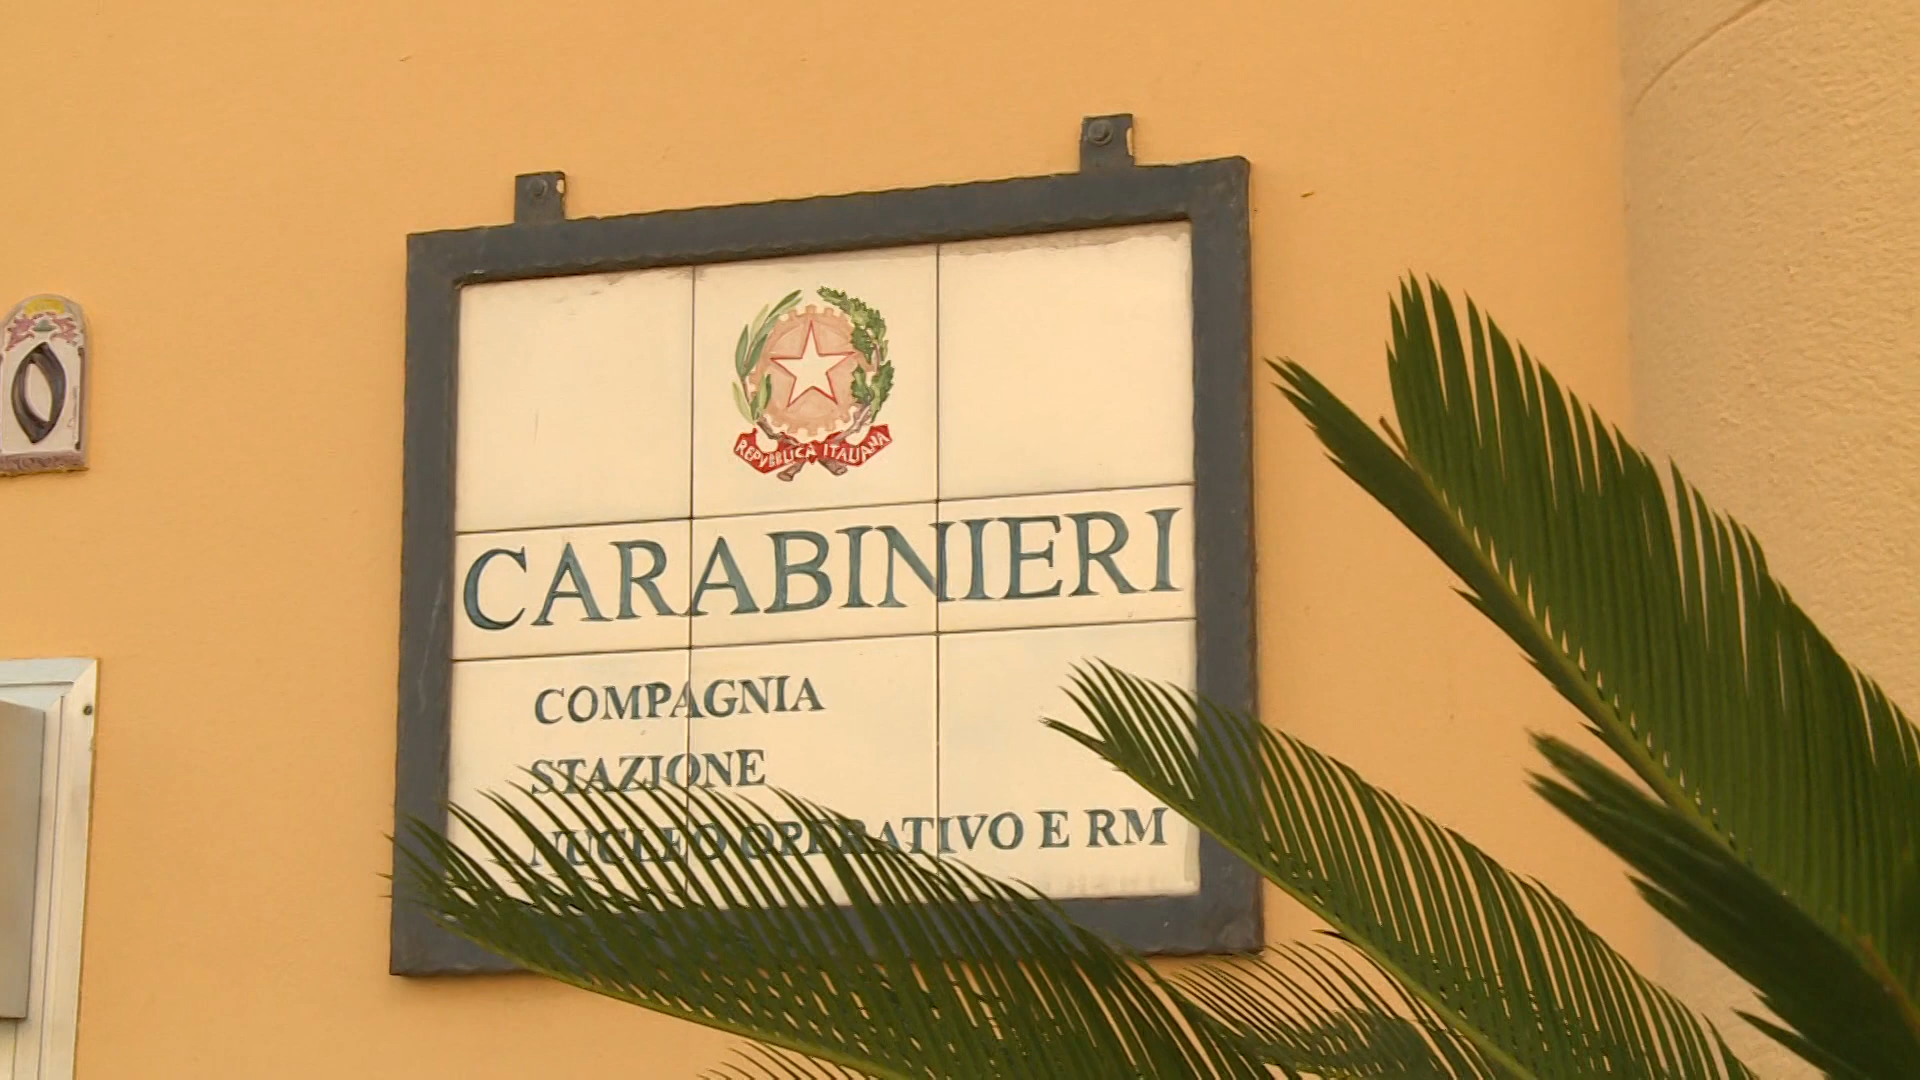 REPVBBLICA ITALIANA
CARABINIERI
COMPAGNIA
STAZIONE
NUCLEO OPERATIVO E RM